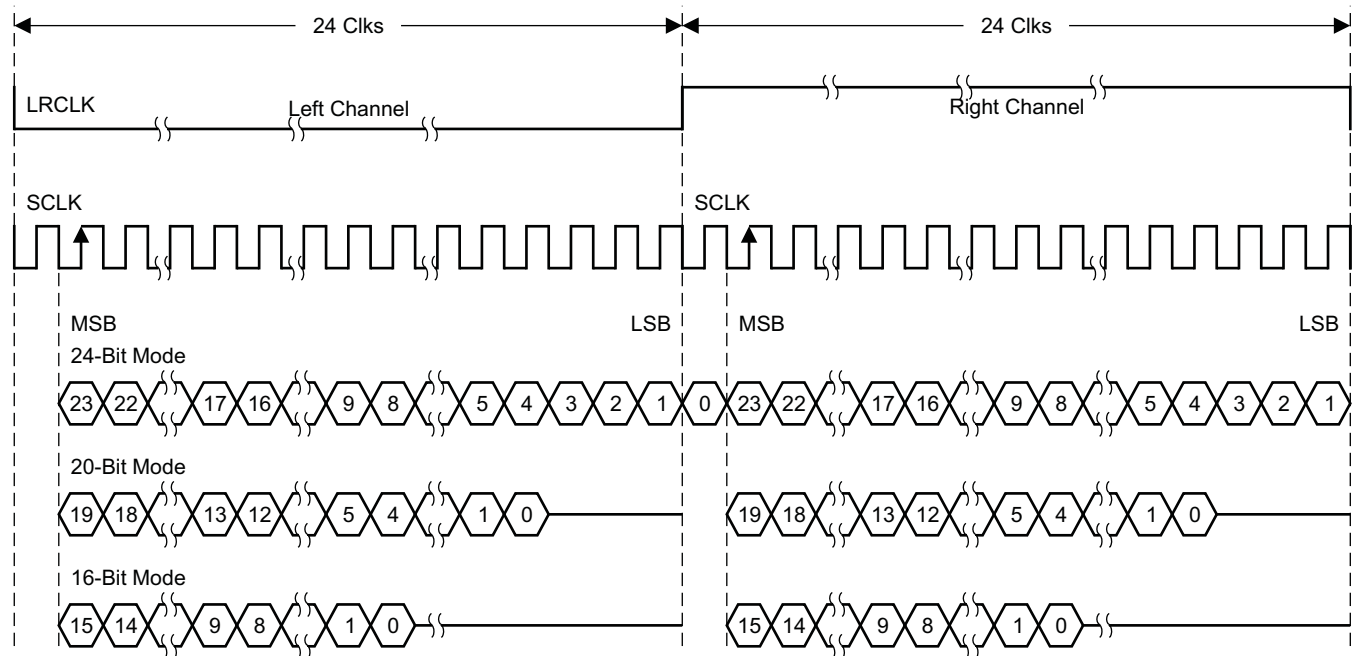 24 Clks 24 Clks
LRCLK Left Channel Right Channel
SCLK SCLK
MSB LSB MSB LSB
24-Bit Mode
23 22 17 16 9 8 5 4 3 2 1 0 23 22 17 16 9 8 5 4 3 2 1
20-Bit Mode
19 18 13 12 5 4 1 0 19 18 13 12 5 4 1 0
16-Bit Mode
15 14 9 8 1 0 15 14 9 8 1 0